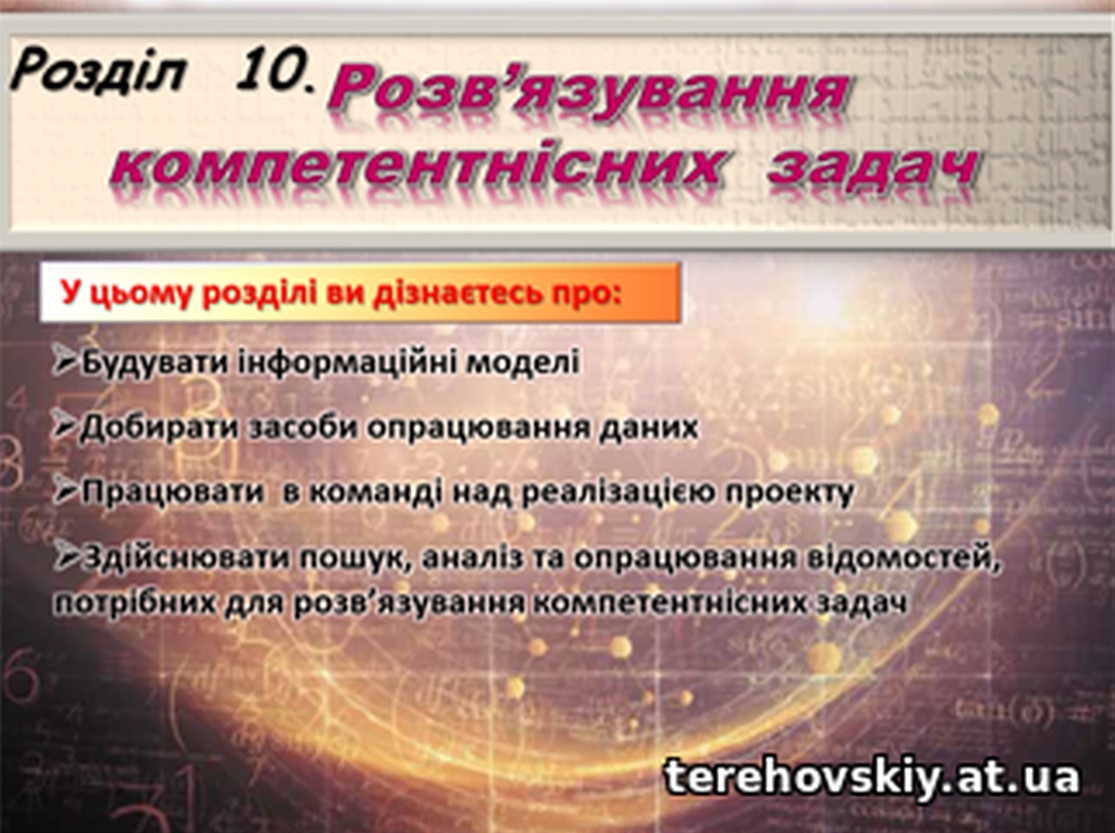 Розділ 10. Розв’язування
компетентнісних задач
У цьому розділі ви дізнаєтесь про:
➢Будувати інформаційні моделі
➢Добирати засоби опрацювання даних
➢Працювати в команді над реалізацією проекту
➢Здійснювати пошук, аналіз та опрацювання відомостей,
потрібних для розв’язування компетентнісних задач
terehovskiy.at.ua